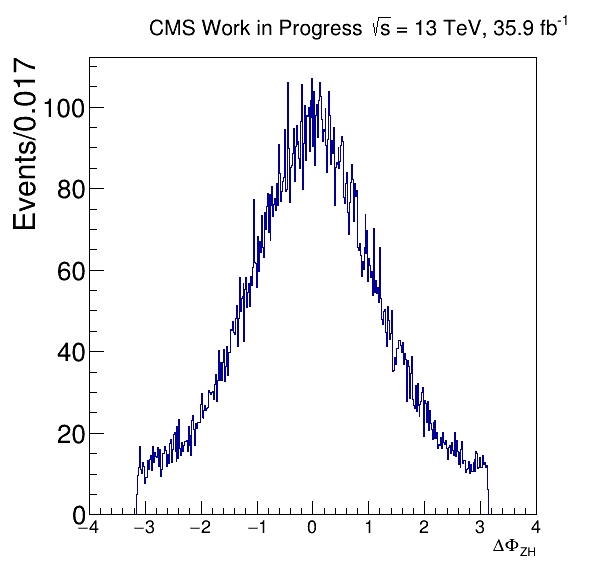 CMS Work in Progress √s = 13 TeV, 35.9 fb⁻¹
Events/0.017
100
80
60
40
20
0
−4 −3 −2 −1 0 1 2 3 4
ΔΦ_ZH